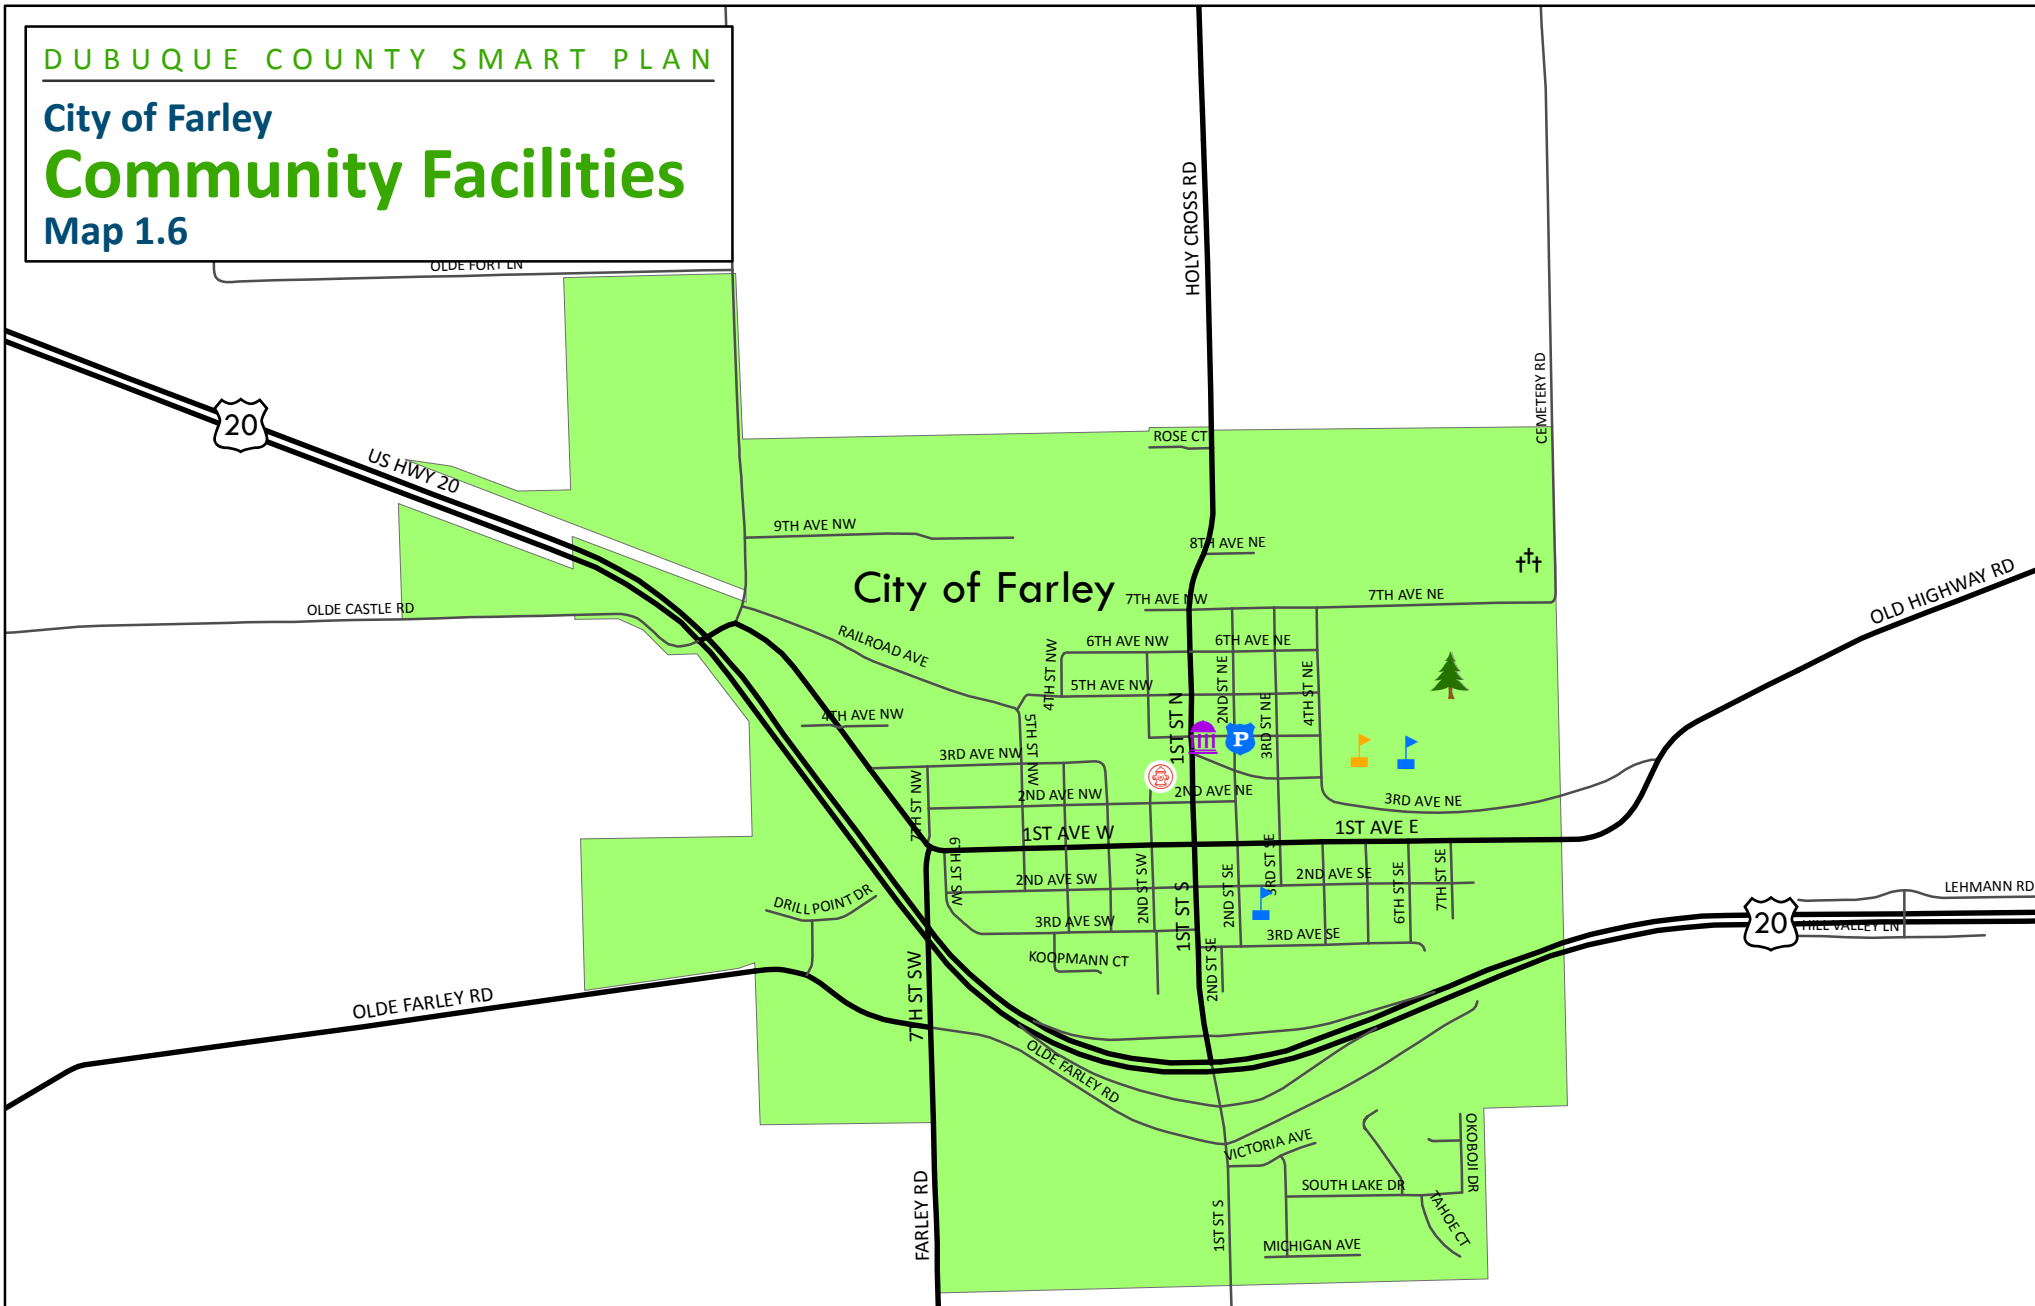 DUBUQUE COUNTY SMART PLAN
City of Farley
Community Facilities
Map 1.6
OLDE FORT LN
HOLY CROSS RD
CEMETERY RD
20
US HWY 20
ROSE CT
9TH AVE NW
8TH AVE NE
City of Farley
7TH AVE NW
7TH AVE NE
OLD HIGHWAY RD
OLDE CASTLE RD
RAILROAD AVE
4TH ST NW
6TH AVE NW
6TH AVE NE
5TH AVE NW
2ND ST NE
3RD ST NE
4TH ST NE
4TH AVE NW
5TH ST NW
1ST ST N
P
3RD AVE NW
7TH ST NW
2ND AVE NW
2ND AVE NE
3RD AVE NE
1ST AVE W
1ST AVE E
6TH ST SW
2ND AVE SW
2ND ST SW
1ST ST S
2ND ST SE
3RD ST SE
2ND AVE SE
6TH ST SE
7TH ST SE
LEHMANN RD
20
HILL VALLEY LN
DRILL POINT DR
3RD AVE SW
3RD AVE SE
KOOPMANN CT
2ND ST SE
7TH ST SW
OLDE FARLEY RD
OLDE FARLEY RD
VICTORIA AVE
OKOBOJI DR
SOUTH LAKE DR
TAHOE CT
FARLEY RD
1ST ST S
MICHIGAN AVE